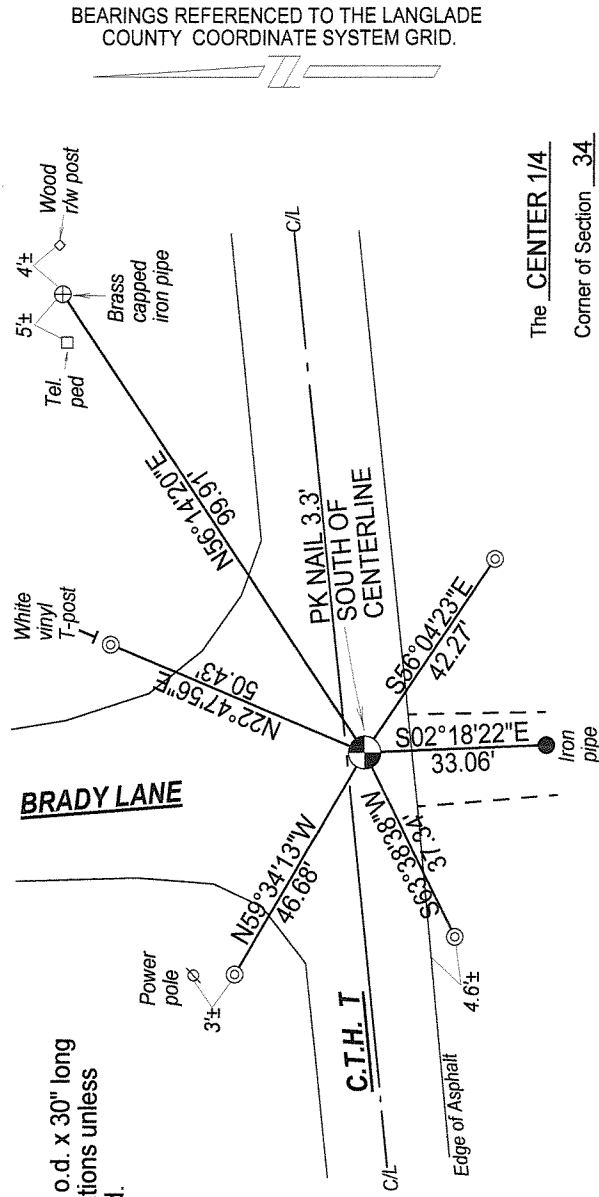 BEARINGS REFERENCED TO THE LANGLADE
COUNTY COORDINATE SYSTEM GRID.
Wood
r/w post
4'±
5'±
Brass
capped
iron pipe
Tel.
ped
C/L
The CENTER 1/4
Corner of Section 34
N56°14'20"E
99.91'
White
vinyl
T-post
N22°47'56"E
50.43'
PK NAIL 3.3'
SOUTH OF
CENTERLINE
S56°04'23"E
42.27'
S02°18'22"E
33.06'
Iron
pipe
BRADY LANE
N59°34'13"W
46.68'
S63°38'38"W
37.34'
Power
pole
3'±
4.6'±
C.T.H. T
Edge of Asphalt
C/L
o.d. x 30" long
tions unless
d.